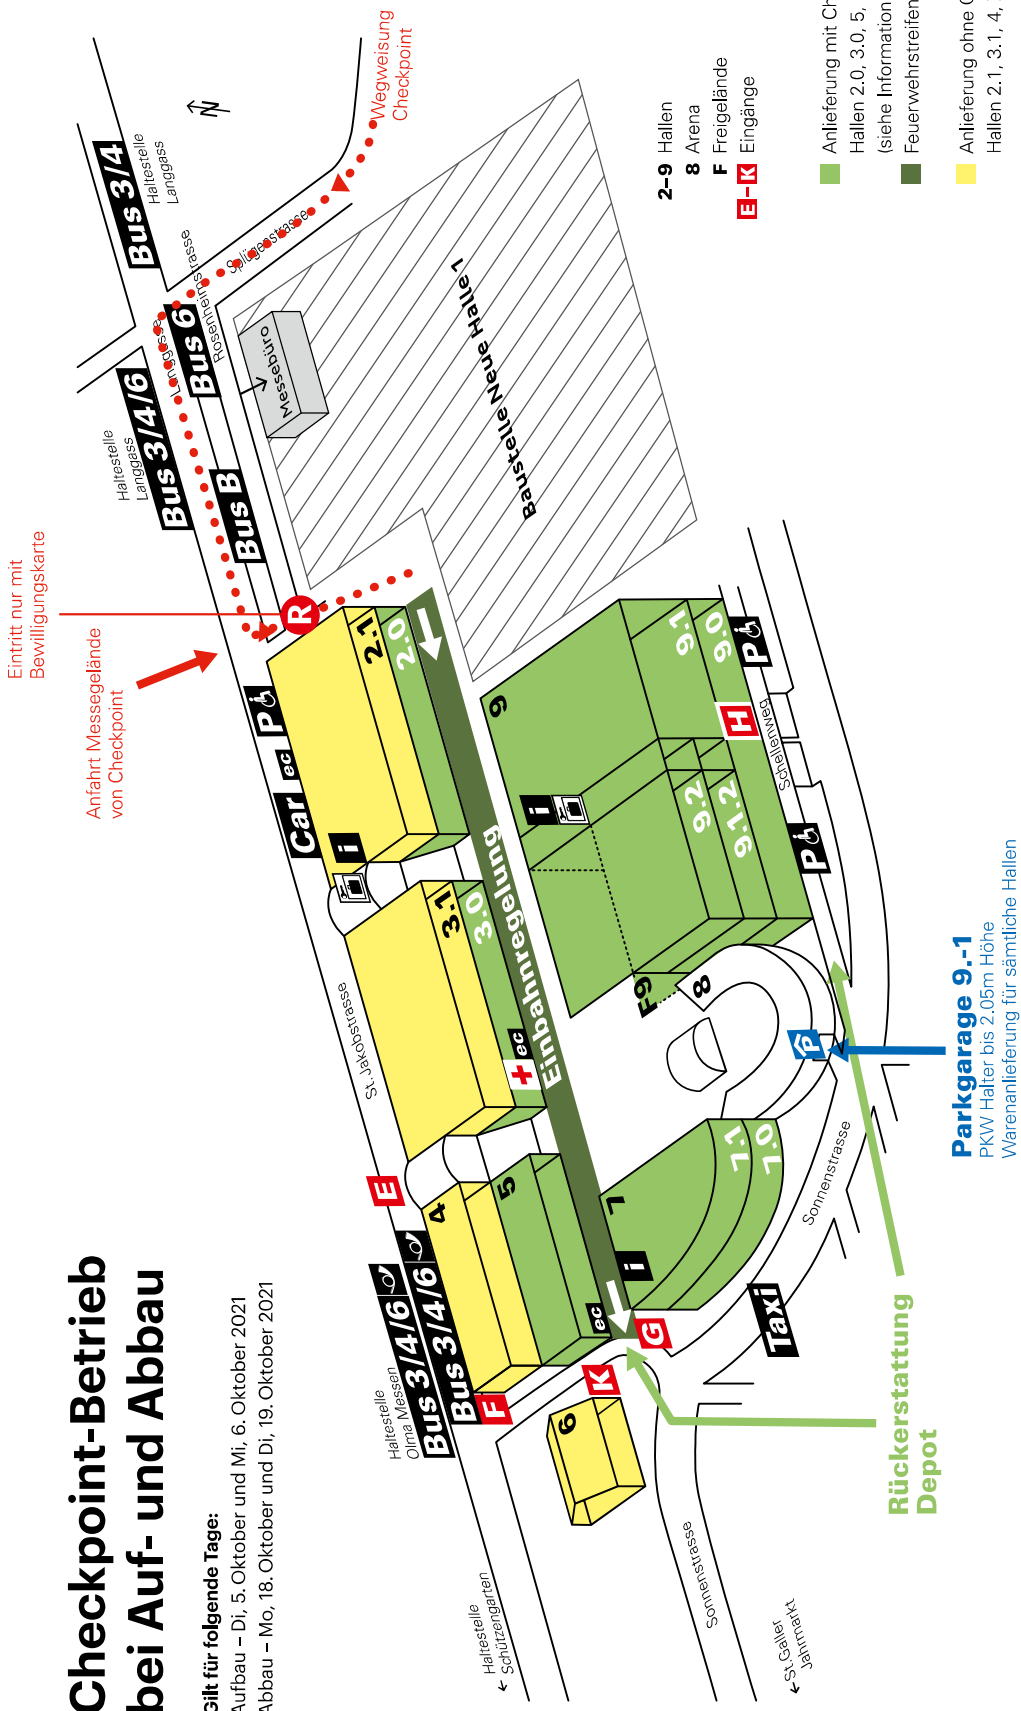 Checkpoint-Betrieb
bei Auf- und Abbau
Gilt für folgende Tage:
Aufbau – Di, 5. Oktober und Mi, 6. Oktober 2021
Abbau – Mo, 18. Oktober und Di, 19. Oktober 2021
Eintritt nur mit
Bewilligungskarte
Anfahrt Messegelände
von Checkpoint
Wegweisung
Checkpoint
N
Haltestelle
Langgass
Bus 3/4
Haltestelle
Langgass
Bus 3/4/6
Langgasse
Bus 6
Rosenheimstrasse
Splügenstrasse
Bus B
R
Messebüro
Baustelle Neue Halle 1
P
ec
Car
i
2.1
2.0
3.1
3.0
St. Jakobstrasse
E
ec
Einbahnregelung
Haltestelle
Olma Messen
Bus 3/4/6
Bus 3/4/6
F
4
5
ec
K
G
6
i
7
7.1
7.0
8
F9
9
i
9.1
9.0
9.2
9.1.2
H
P
P
Schellenweg
P
Taxi
Sonnenstrasse
Sonnenstrasse
← Haltestelle
Schützengarten
← St.Galler
Jahrmarkt
Rückerstattung
Depot
Parkgarage 9.-1
PKW Halter bis 2.05m Höhe
Warenanlieferung für sämtliche Hallen
2–9 Hallen
8 Arena
F Freigelände
E–K Eingänge
Anlieferung mit Ch
Hallen 2.0, 3.0, 5,
(siehe Information
Feuerwehrstreifen
Anlieferung ohne C
Hallen 2.1, 3.1, 4,